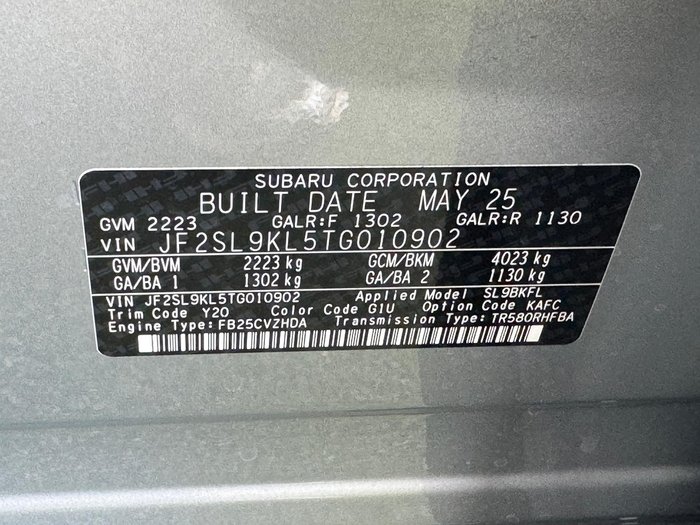 SUBARU CORPORATION
BUILT DATE MAY 25
GVM 2223 GALR:F 1302 GALR:R 1130
VIN JF2SL9KL5TG010902
GVM/BVM 2223 kg GCM/BKM 4023 kg
GA/BA 1 1302 kg GA/BA 2 1130 kg
VIN JF2SL9KL5TG010902 Applied Model SL9BKFL
Trim Code Y20 Color Code G1U Option Code KAFC
Engine Type: FB25CVZHDA Transmission Type: TR580RHFBA